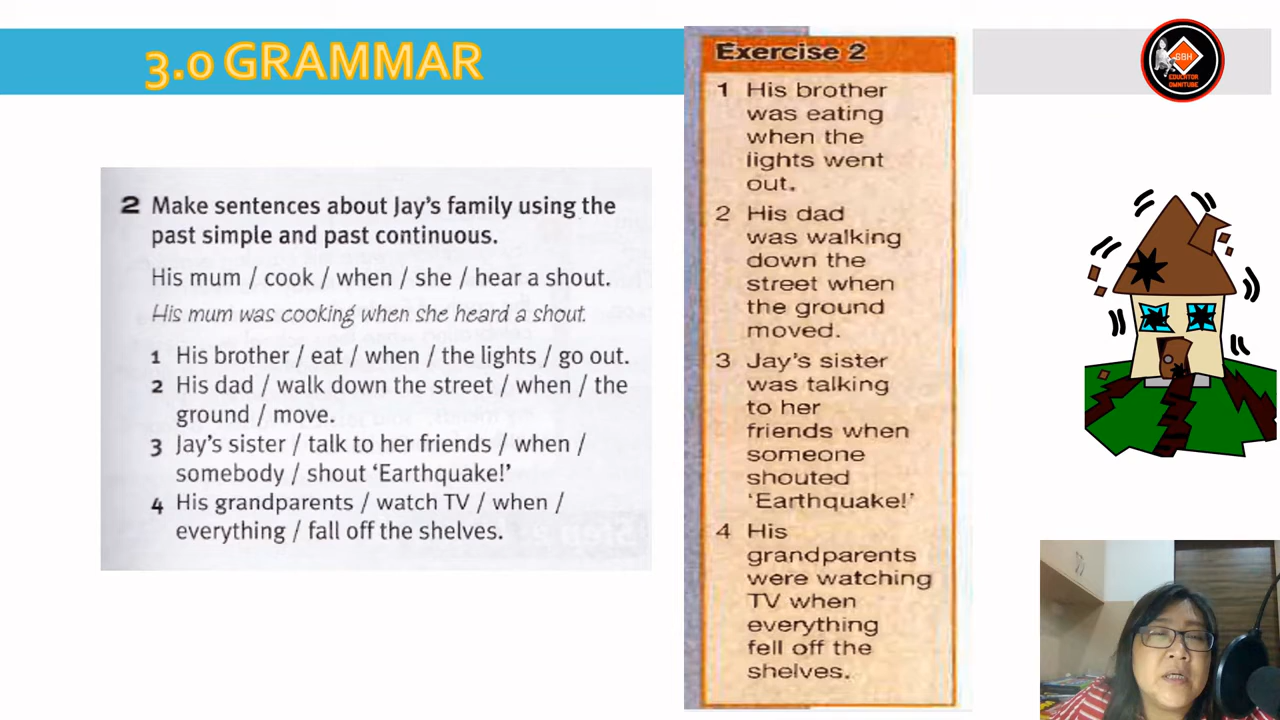 3.0 GRAMMAR
2 Make sentences about Jay's family using the
past simple and past continuous.
His mum / cook / when / she / hear a shout.
His mum was cooking when she heard a shout.
1 His brother / eat / when / the lights / go out.
2 His dad / walk down the street / when / the
ground / move.
3 Jay's sister / talk to her friends / when /
somebody / shout 'Earthquake!'
4 His grandparents / watch TV / when /
everything / fall off the shelves.
Exercise 2
1 His brother
was eating
when the
lights went
out.
2 His dad
was walking
down the
street when
the ground
moved.
3 Jay's sister
was talking
to her
friends when
someone
shouted
'Earthquake!'
4 His
grandparents
were watching
TV when
everything
fell off the
shelves.
GBH
EDUCATOR
OMNITUBE